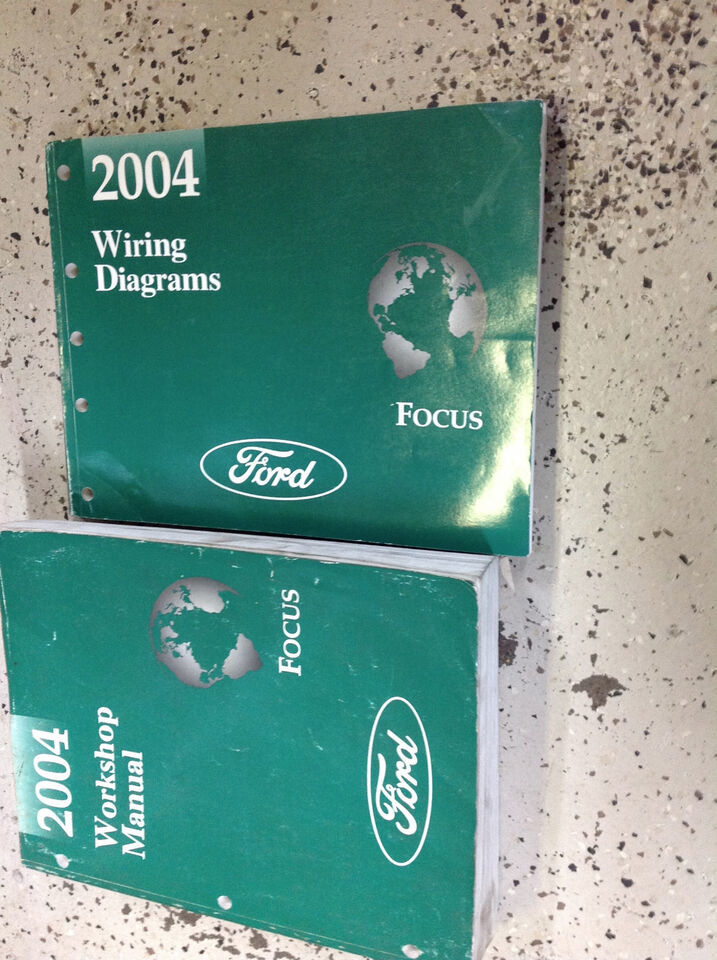 2004
Wiring
Diagrams
FOCUS
Ford
2004
Workshop
Manual
FOCUS
Ford